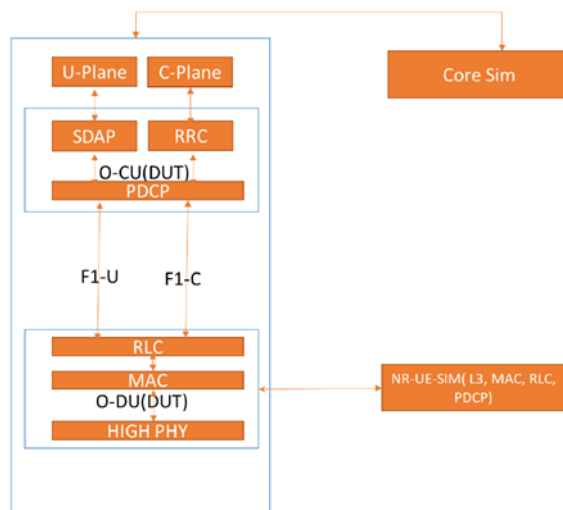 U-Plane
C-Plane
Core Sim
SDAP
RRC
O-CU(DUT)
PDCP
F1-U
F1-C
RLC
MAC
O-DU(DUT)
HIGH PHY
NR-UE-SIM( L3, MAC, RLC,
PDCP)